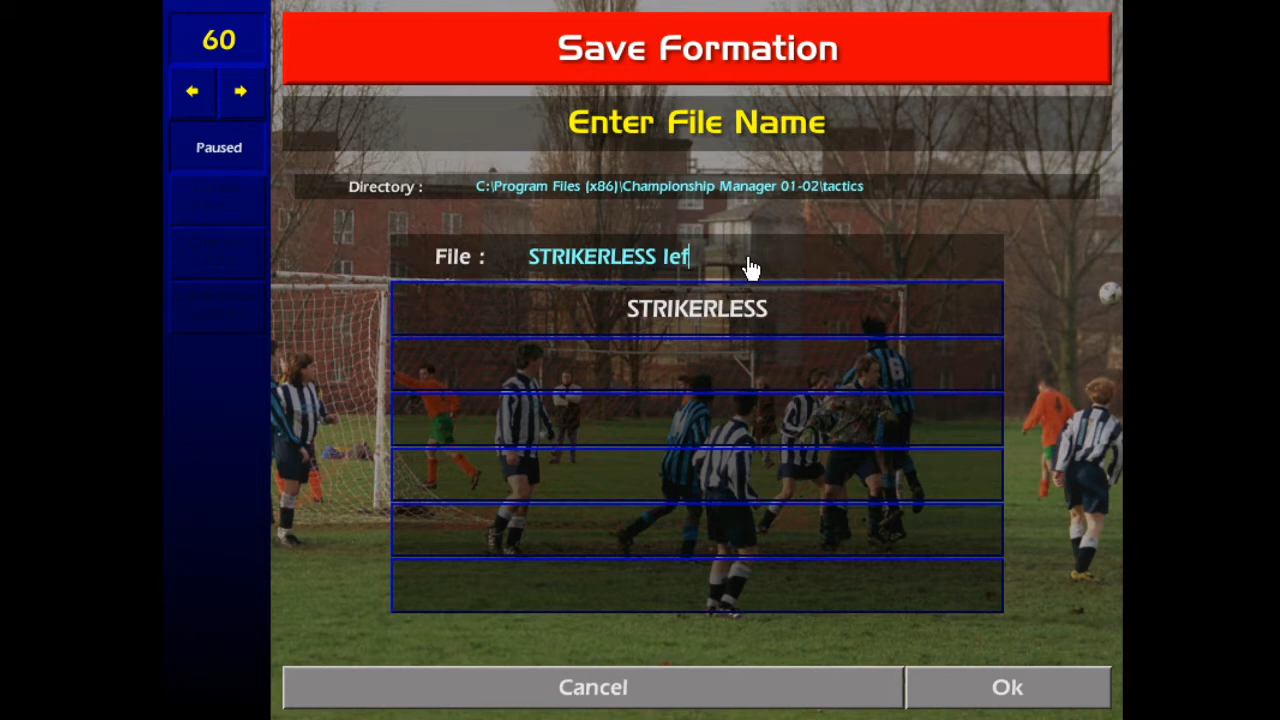 60
Save Formation
Enter File Name
Paused
Directory : C:\Program Files (x86)\Championship Manager 01-02\tactics
File : STRIKERLESS lef
STRIKERLESS
Cancel
Ok